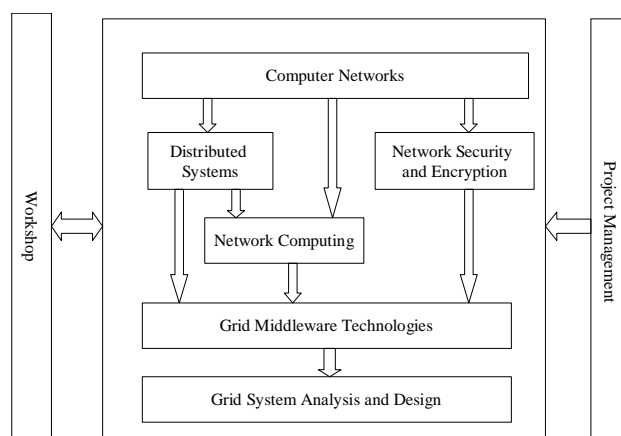 Computer Networks
Distributed
Systems
Network Security
and Encryption
Workshop
Project Management
Network Computing
Grid Middleware Technologies
Grid System Analysis and Design